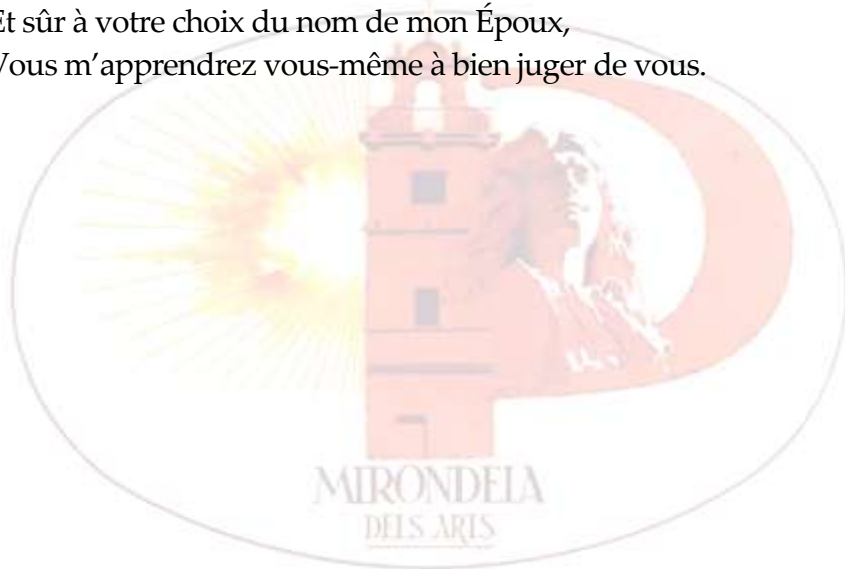 Et sûr à votre choix du nom de mon Époux,
Vous m’apprendrez vous-même à bien juger de vous.
MIRONDELA
DELS ARTS